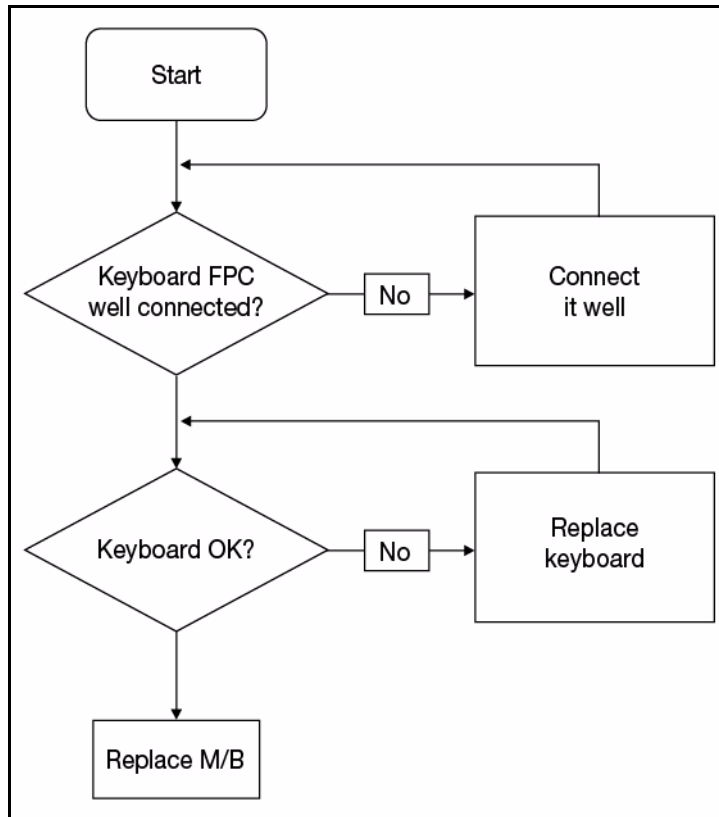 Start
Keyboard FPC
well connected?
No
Connect
it well
Keyboard OK?
No
Replace
keyboard
Replace M/B